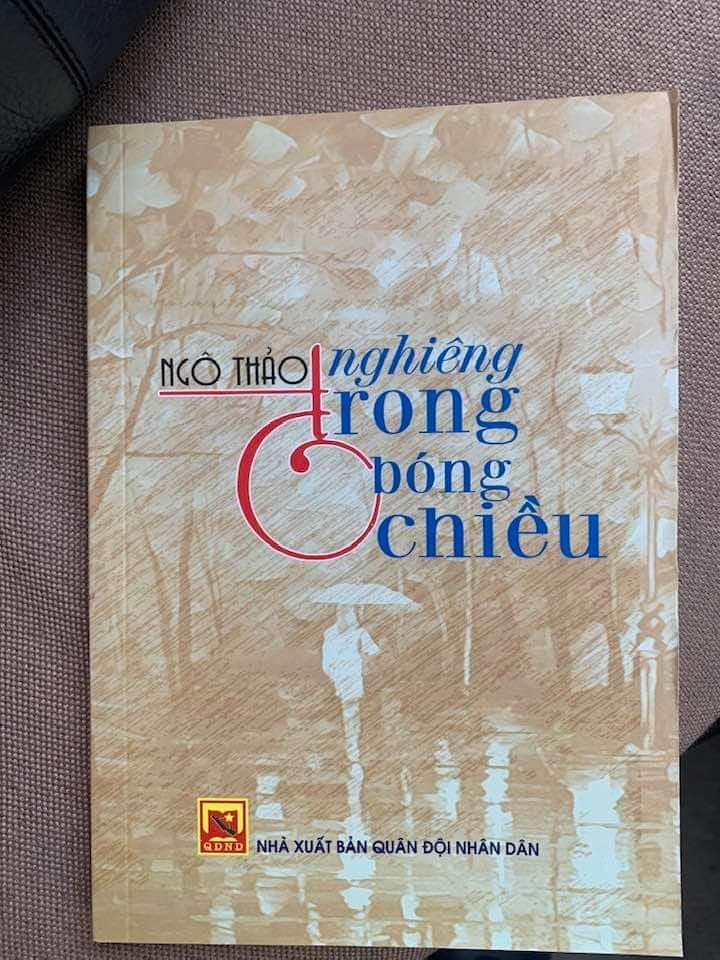 NGÔ THẢO
nghiêng
trong
bóng
chiều
QĐND
NHÀ XUẤT BẢN QUÂN ĐỘI NHÂN DÂN